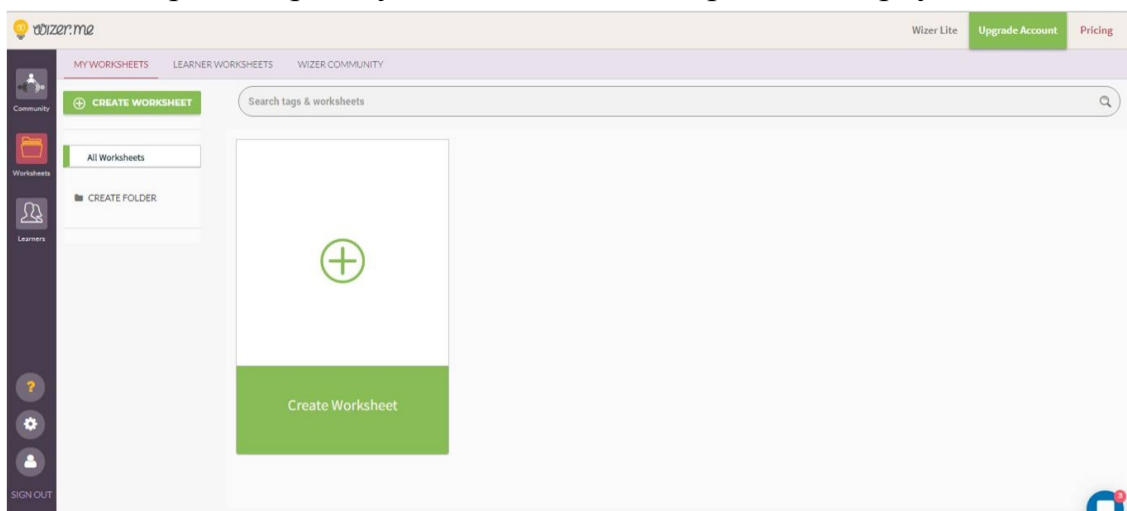 wizer.me
Wizer Lite
Upgrade Account
Pricing
MY WORKSHEETS
LEARNER WORKSHEETS
WIZER COMMUNITY
Community
CREATE WORKSHEET
Search tags & worksheets
Worksheets
All Worksheets
CREATE FOLDER
Learners
Create Worksheet
?
SIGN OUT
3